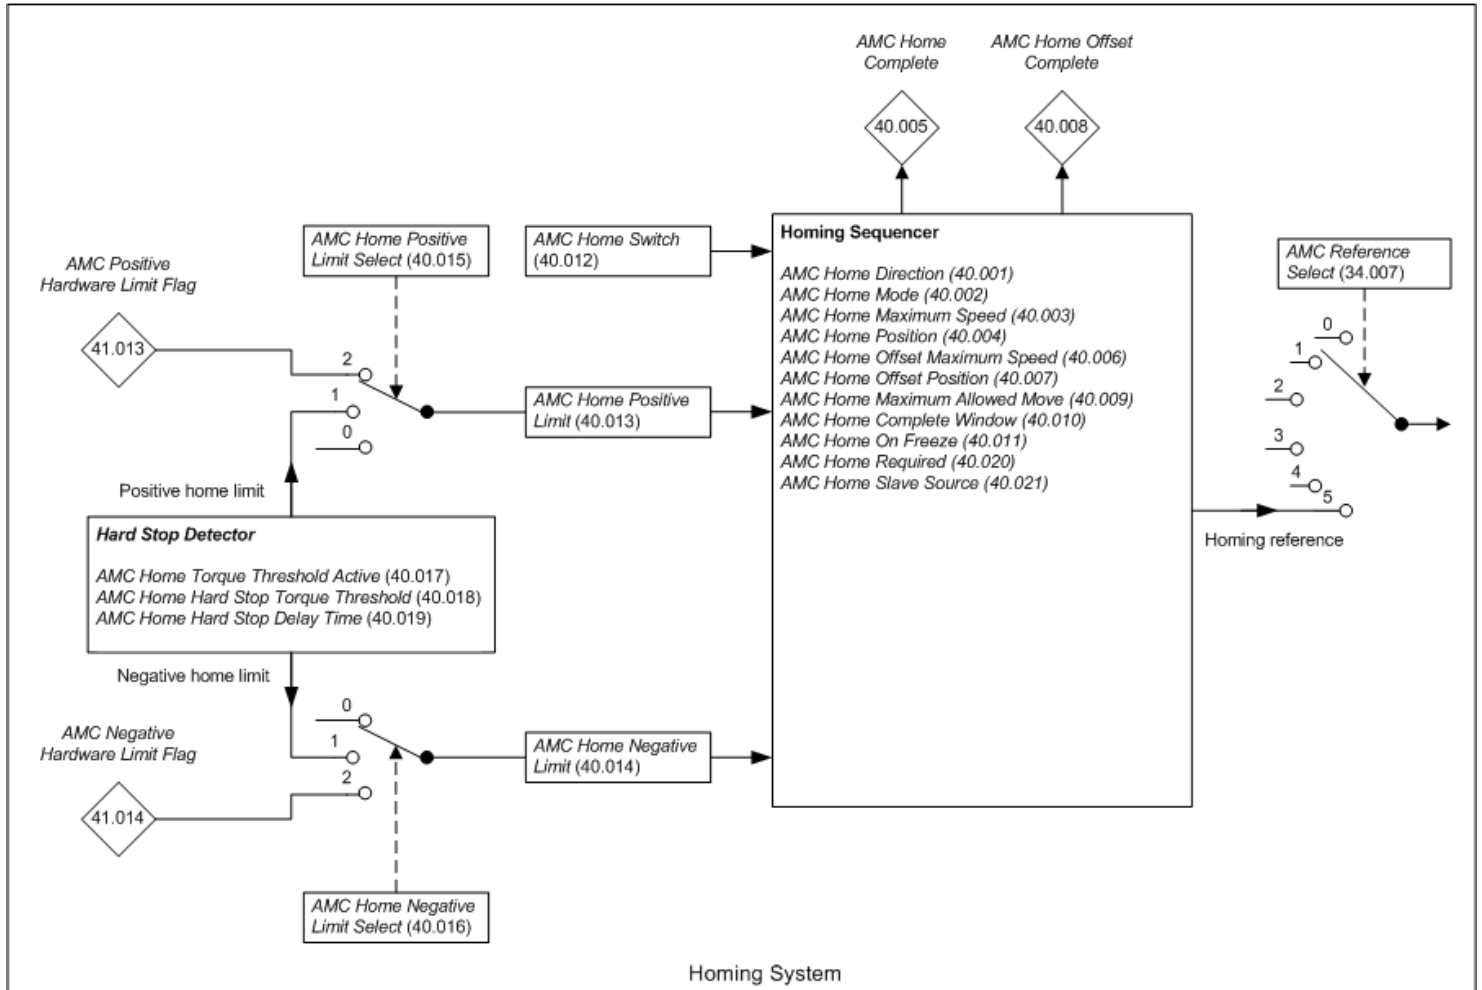 AMC Home
Complete
AMC Home Offset
Complete
40.005
40.008
AMC Home Positive
Limit Select (40.015)
AMC Home Switch
(40.012)
AMC Positive
Hardware Limit Flag
41.013
2
1
0
AMC Home Positive
Limit (40.013)
Positive home limit
Hard Stop Detector
AMC Home Torque Threshold Active (40.017)
AMC Home Hard Stop Torque Threshold (40.018)
AMC Home Hard Stop Delay Time (40.019)
Negative home limit
AMC Negative
Hardware Limit Flag
41.014
0
1
2
AMC Home Negative
Limit (40.014)
AMC Home Negative
Limit Select (40.016)
Homing Sequencer
AMC Home Direction (40.001)
AMC Home Mode (40.002)
AMC Home Maximum Speed (40.003)
AMC Home Position (40.004)
AMC Home Offset Maximum Speed (40.006)
AMC Home Offset Position (40.007)
AMC Home Maximum Allowed Move (40.009)
AMC Home Complete Window (40.010)
AMC Home On Freeze (40.011)
AMC Home Required (40.020)
AMC Home Slave Source (40.021)
AMC Reference
Select (34.007)
0
1
2
3
4
5
Homing reference
Homing System